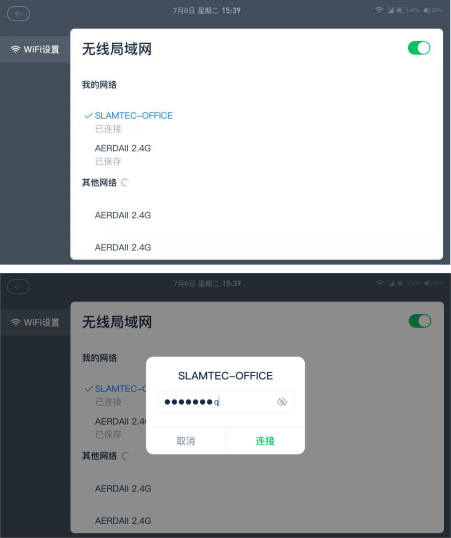 7月6日 星期二 15:39
WiFi设置
无线局域网
我的网络
SLAMTEC-OFFICE
已连接
AERDAII 2.4G
已保存
其他网络
AERDAII 2.4G
AERDAII 2.4G
7月6日 星期二 15:39
WiFi设置
无线局域网
我的网络
SLAMTEC-O
已连接
AERDAII 2.4
已保存
其他网络
AERDAII 2.4G
AERDAII 2.4G
SLAMTEC-OFFICE
●●●●●●●q
取消
连接